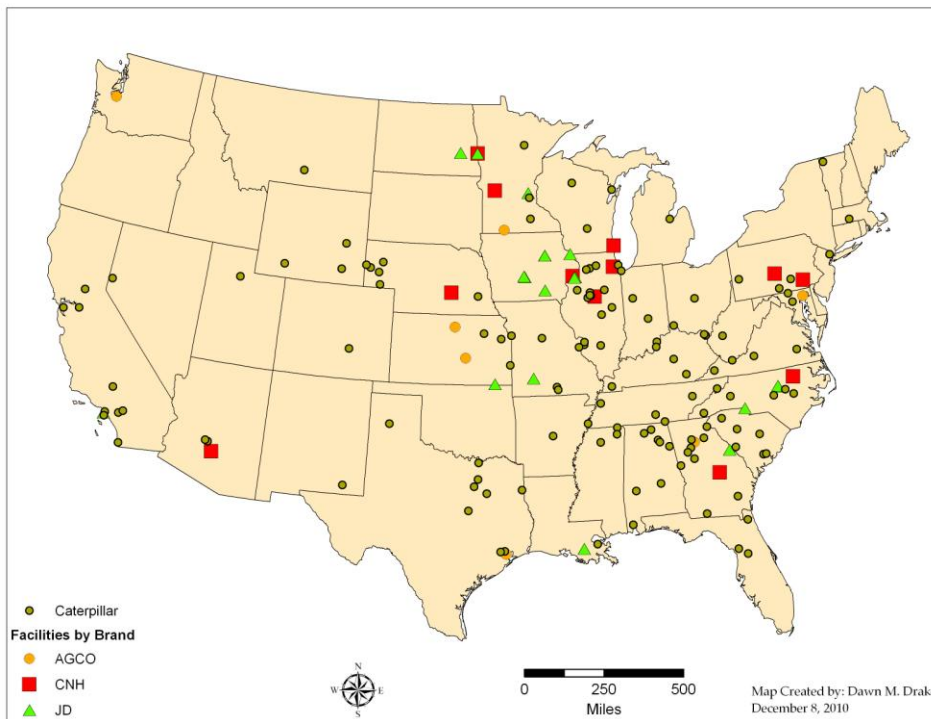 Caterpillar
Facilities by Brand
AGCO
CNH
JD
N
W
E
S
0
250
500
Miles
Map Created by: Dawn M. Drak
December 8, 2010